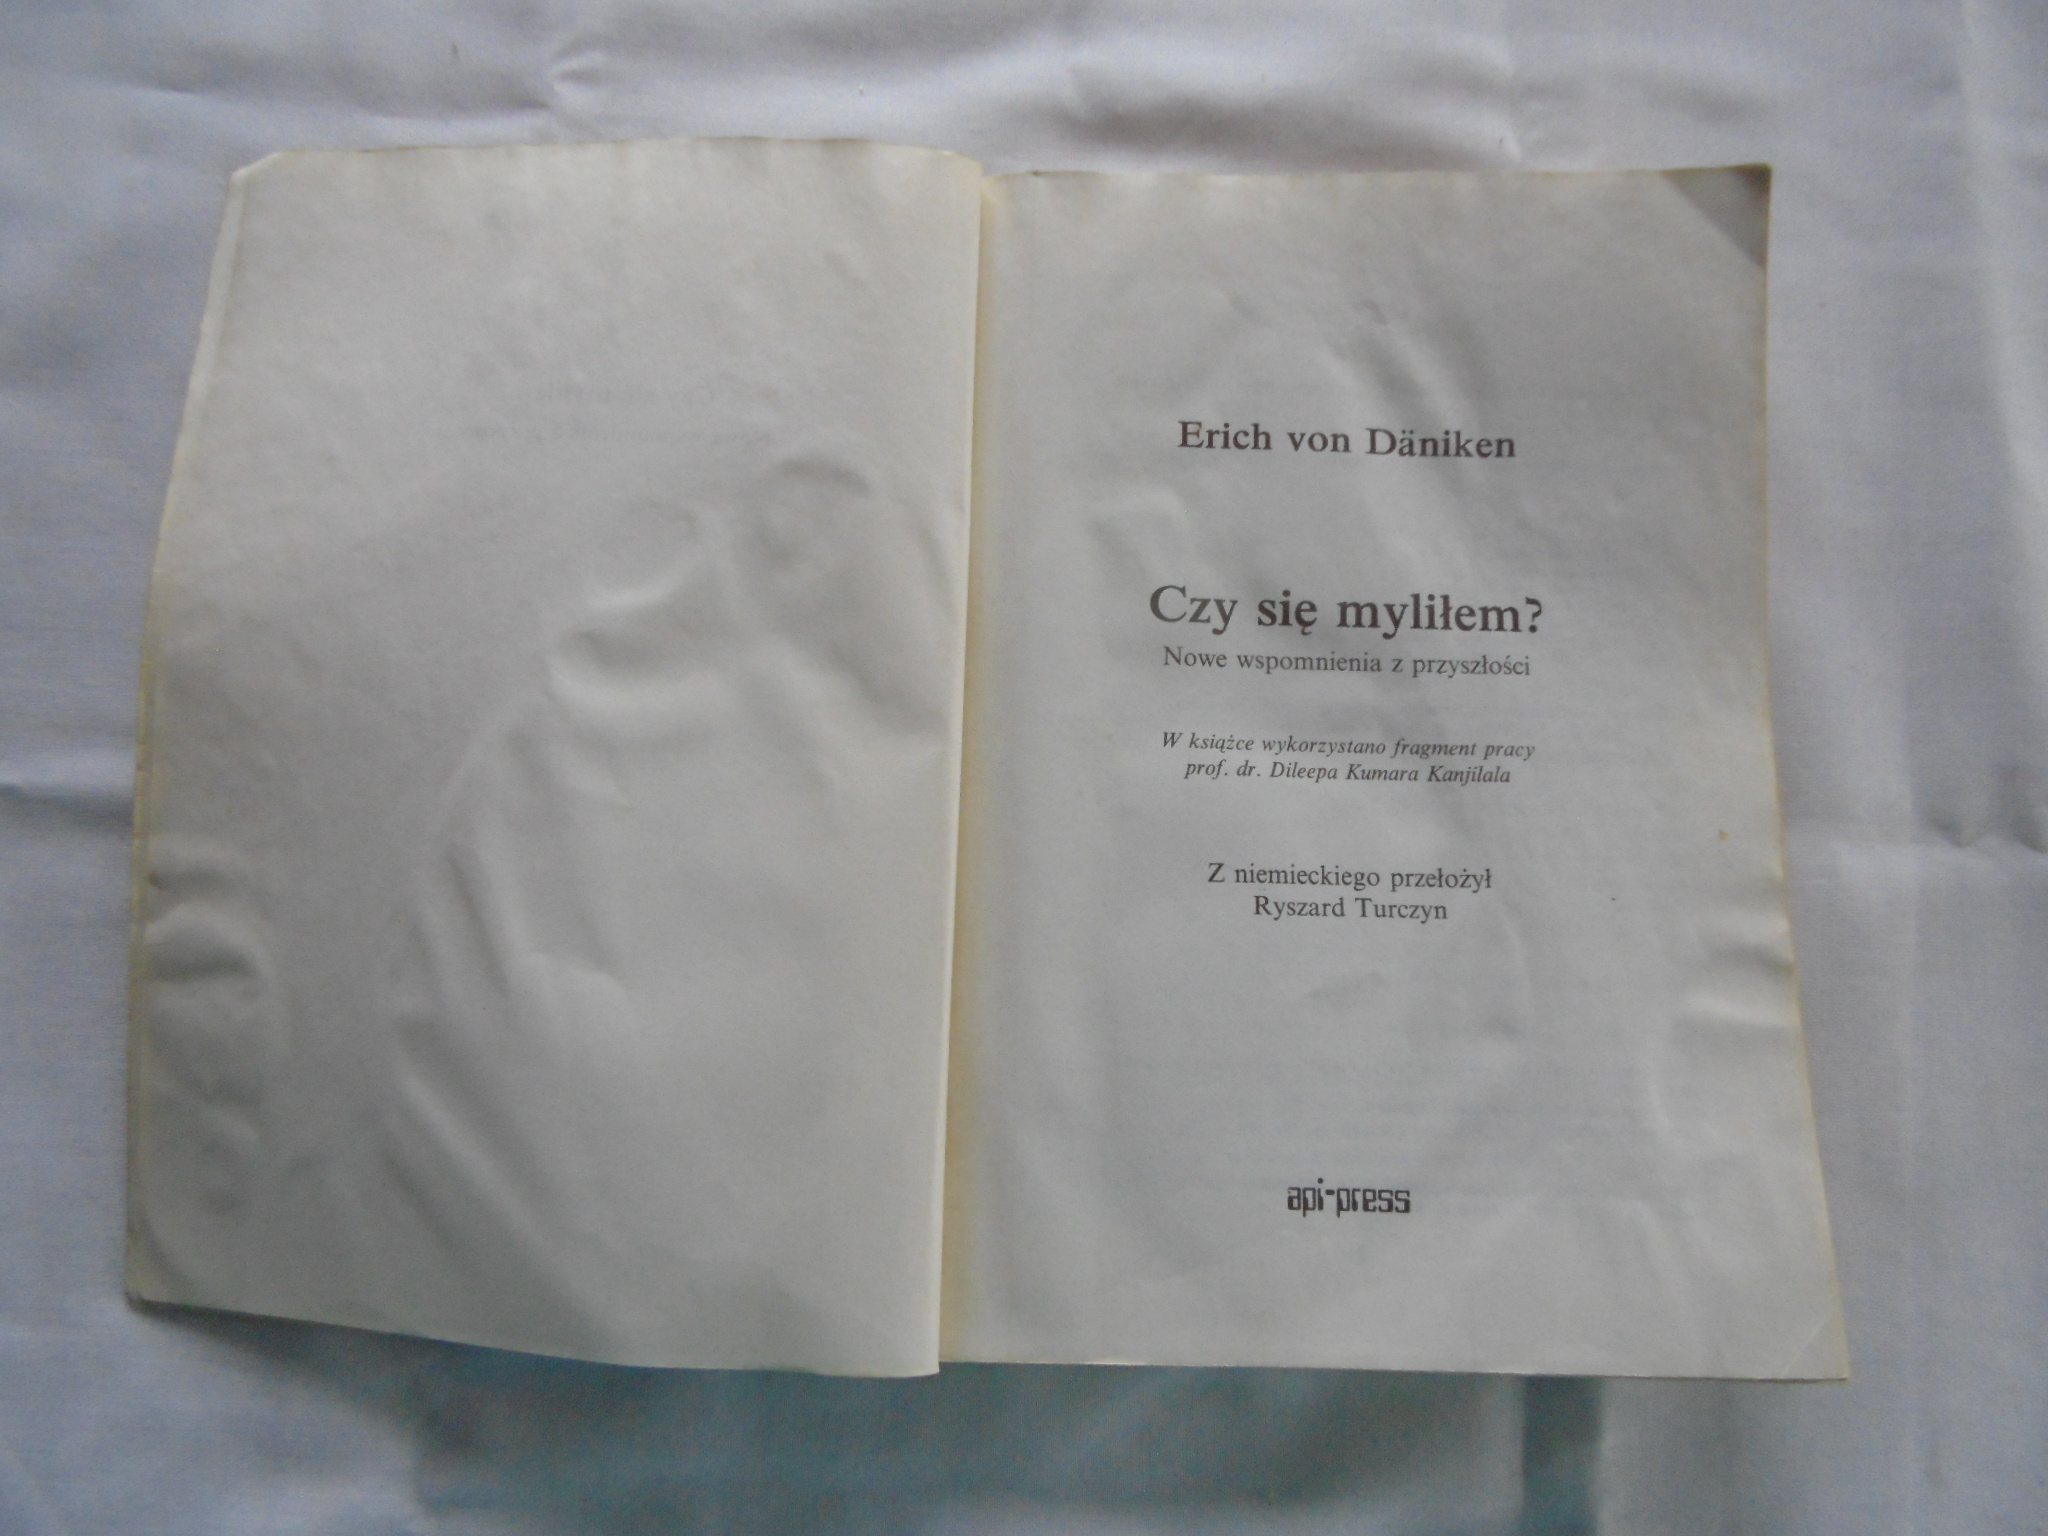 Erich von Däniken
Czy się myliłem?
Nowe wspomnienia z przyszłości
W książce wykorzystano fragment pracy
prof. dr. Dileepa Kumara Kanjilala
Z niemieckiego przełożył
Ryszard Turczyn
api-press